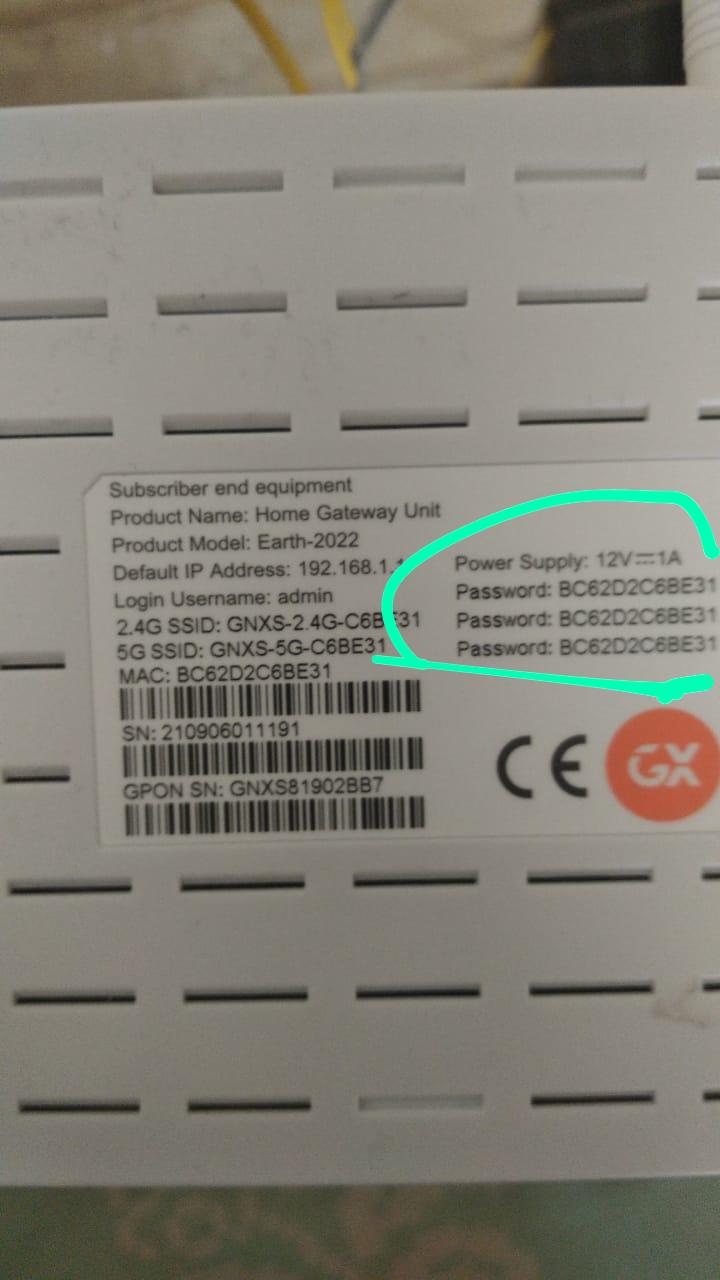 Subscriber end equipment
Product Name: Home Gateway Unit
Product Model: Earth-2022
Default IP Address: 192.168.1.
Login Username: admin
2.4G SSID: GNXS-2.4G-C6BE31
5G SSID: GNXS-5G-C6BE31
MAC: BC62D2C6BE31
SN: 210906011191
GPON SN: GNXS81902BB7
Power Supply: 12V⎓1A
Password: BC62D2C6BE31
Password: BC62D2C6BE31
Password: BC62D2C6BE31
CE
GX